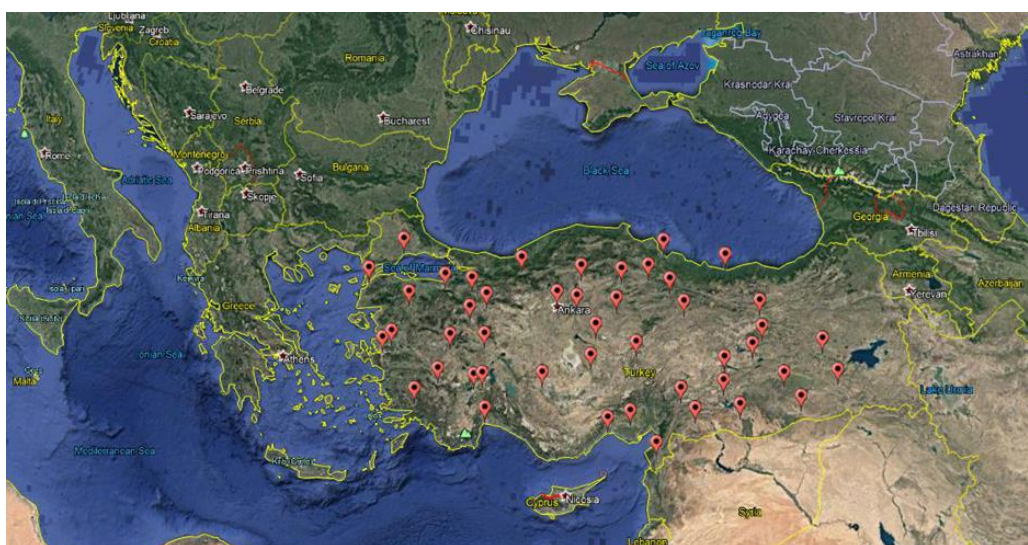 Ljubljana
Slovenia
Zagreb
Croatia
Chisinau
Romania
Sea of Azov
Astrakhan
Krasnodar Krai
Belgrade
Sarajevo
Serbia
Bucharest
Adygea
Stavropol Krai
Italy
Rome
Montenegro
Podgorica
Prishtina
Sofia
Bulgaria
Black Sea
Karachay-Cherkessia
Adriatic Sea
Skopje
Tirana
Albania
Georgia
Dagestan Republic
Tbilisi
Sea of Marmara
Armenia
Azerbaijan
Yerevan
Greece
Ankara
Athens
Ionian Sea
Malta
Turkey
Lake Urmia
Mediterranean Sea
Cyprus
Nicosia
Syria
Lebanon